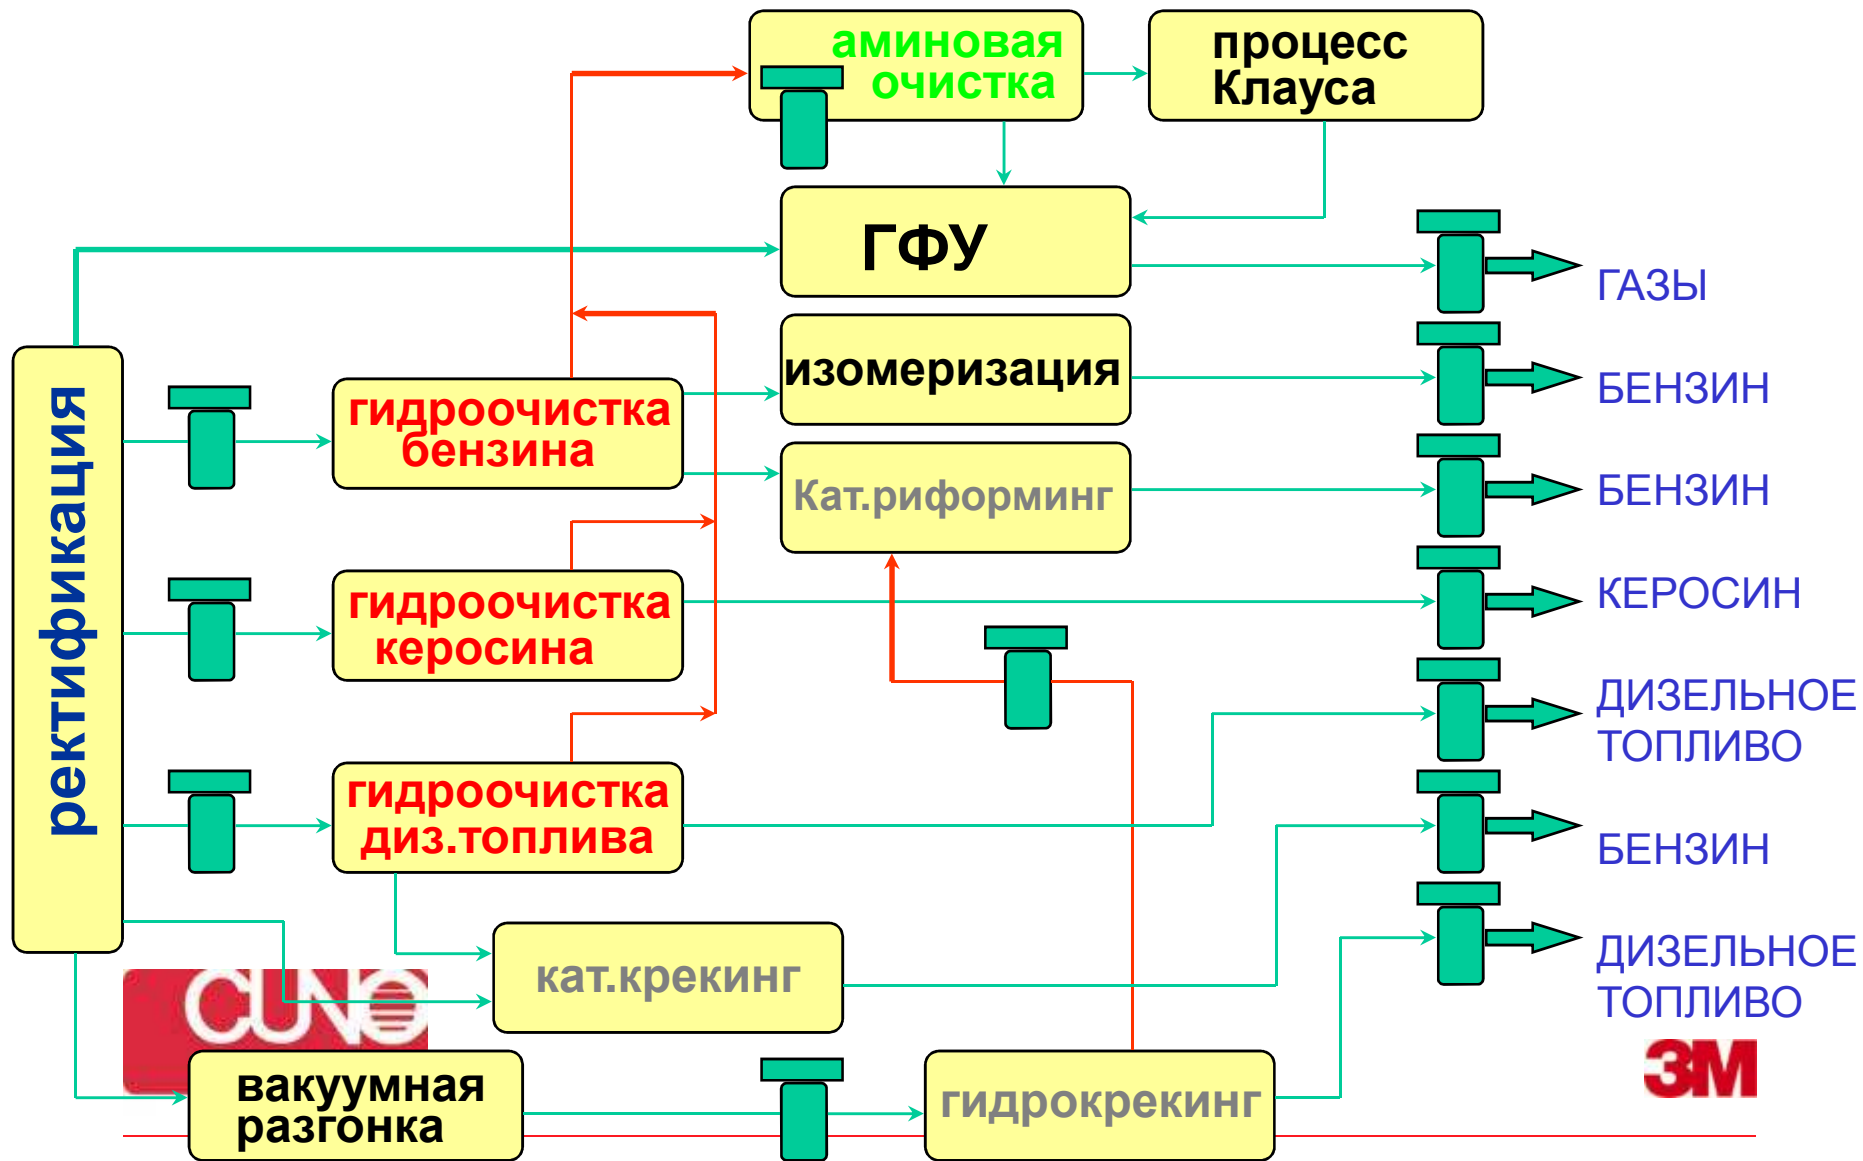 аминовая
очистка
процесс
Клауса
ГФУ
ГАЗЫ
изомеризация
БЕНЗИН
ректификация
гидроочистка
бензина
Кат.риформинг
БЕНЗИН
гидроочистка
керосина
КЕРОСИН
ДИЗЕЛЬНОЕ
ТОПЛИВО
гидроочистка
диз.топлива
БЕНЗИН
кат.крекинг
ДИЗЕЛЬНОЕ
ТОПЛИВО
CUNO
вакуумная
разгонка
гидрокрекинг
3M